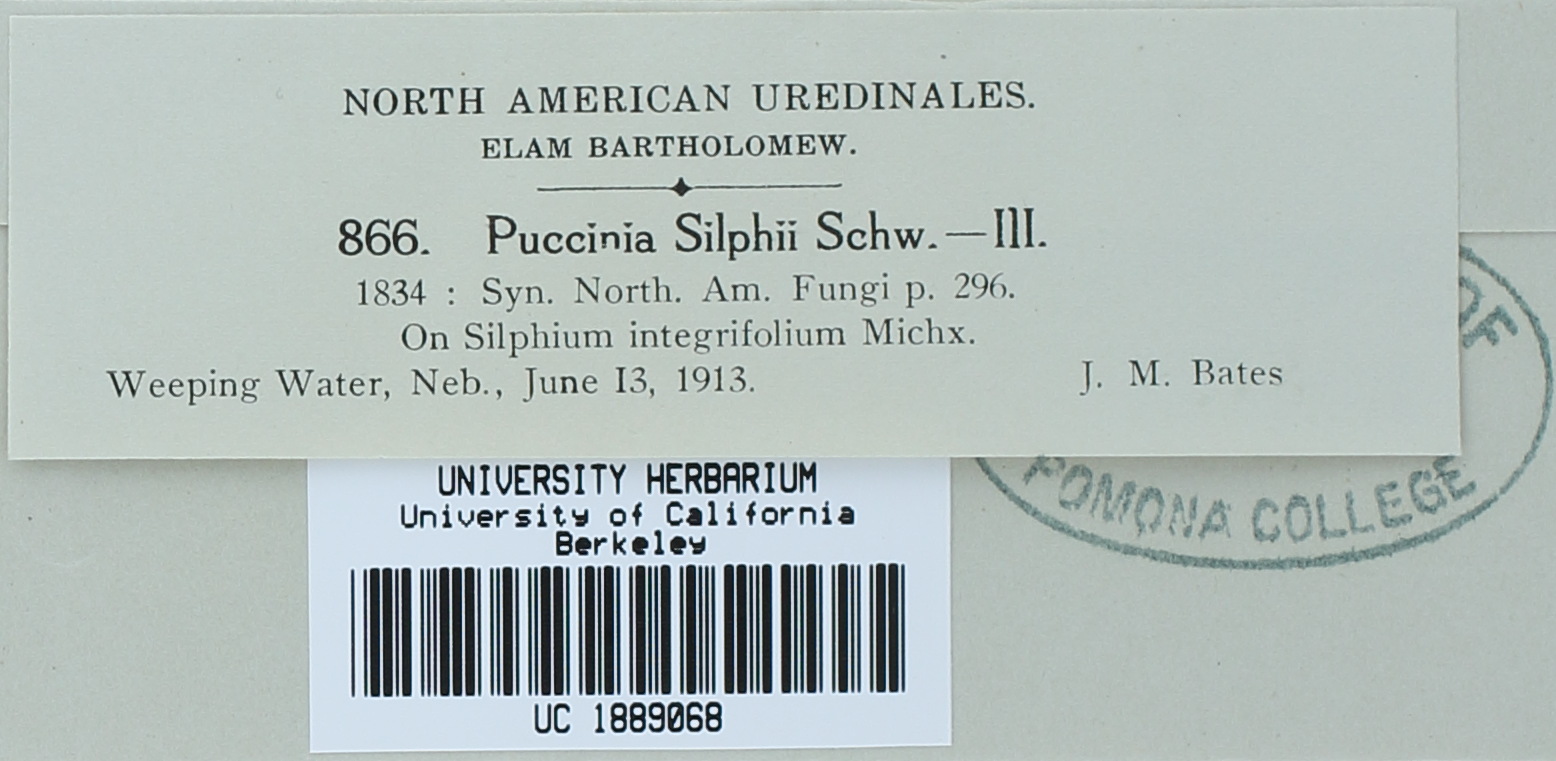 NORTH AMERICAN UREDINALES.
ELAM BARTHOLOMEW.
866. Puccinia Silphii Schw.—III.
1834 : Syn. North. Am. Fungi p. 296.
On Silphium integrifolium Michx.
Weeping Water, Neb., June I3, 1913. J. M. Bates
OF
POMONA COLLEGE
UNIVERSITY HERBARIUM
University of California
Berkeley
UC 1889068